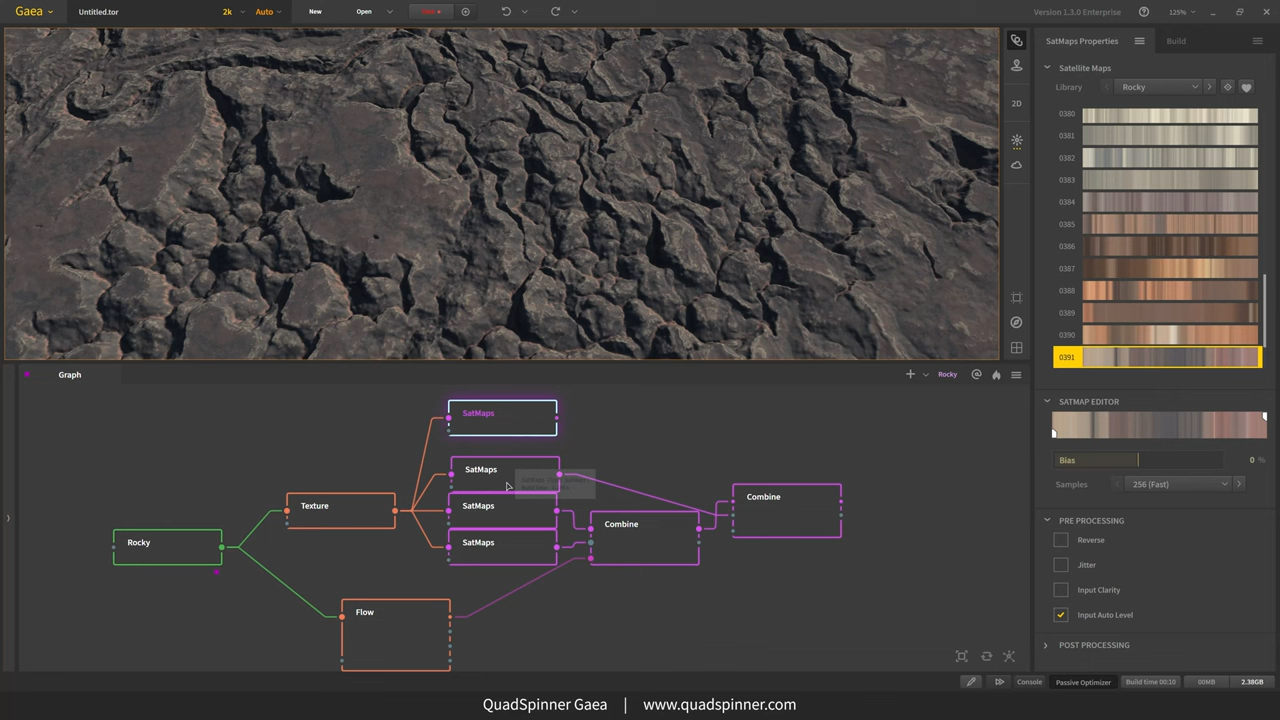 Gaea
Untitled.tor
2k
Auto
New
Open
Version 1.3.0 Enterprise
125%
SatMaps Properties
Build
Satellite Maps
Library
Rocky
2D
0380
0381
0382
0383
0384
0385
0386
0387
0388
0389
0390
0391
Graph
Rocky
SATMAP EDITOR
Bias
0 %
Samples
256 (Fast)
PRE PROCESSING
Reverse
Jitter
Input Clarity
Input Auto Level
POST PROCESSING
SatMaps
SatMaps
SatMaps
SatMaps
Texture
Rocky
Combine
Combine
Flow
Console
Passive Optimizer
Build time 00:10
00MB
2.38GB
QuadSpinner Gaea | www.quadspinner.com